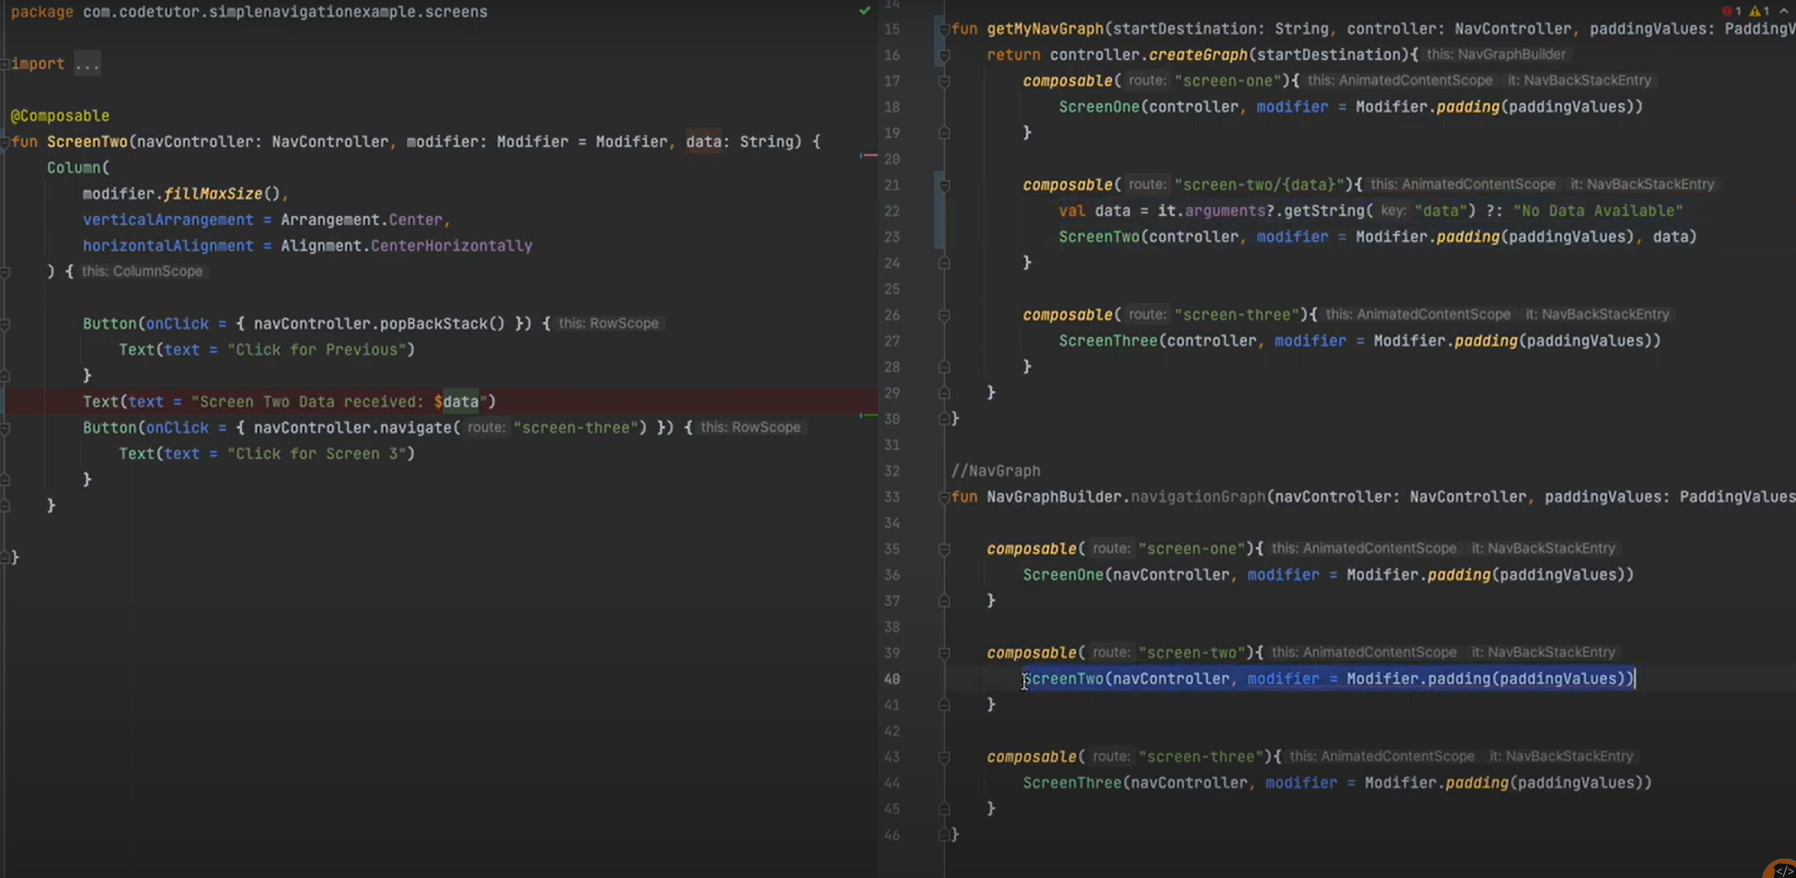 package com.codetutor.simplenavigationexample.screens
import ...
@Composable
fun ScreenTwo(navController: NavController, modifier: Modifier = Modifier, data: String) {
Column(
modifier.fillMaxSize(),
verticalArrangement = Arrangement.Center,
horizontalAlignment = Alignment.CenterHorizontally
) { this: ColumnScope
Button(onClick = { navController.popBackStack() }) { this: RowScope
Text(text = "Click for Previous")
}
Text(text = "Screen Two Data received: $data")
Button(onClick = { navController.navigate( route: "screen-three") }) { this: RowScope
Text(text = "Click for Screen 3")
}
}
}
14
1 1
15 fun getMyNavGraph(startDestination: String, controller: NavController, paddingValues: PaddingV
16 return controller.createGraph(startDestination){ this: NavGraphBuilder
17 composable( route: "screen-one"){ this: AnimatedContentScope it: NavBackStackEntry
18 ScreenOne(controller, modifier = Modifier.padding(paddingValues))
19 }
20
21 composable( route: "screen-two/{data}"){ this: AnimatedContentScope it: NavBackStackEntry
22 val data = it.arguments?.getString( key: "data") ?: "No Data Available"
23 ScreenTwo(controller, modifier = Modifier.padding(paddingValues), data)
24 }
25
26 composable( route: "screen-three"){ this: AnimatedContentScope it: NavBackStackEntry
27 ScreenThree(controller, modifier = Modifier.padding(paddingValues))
28 }
29 }
30 }
31
32 //NavGraph
33 fun NavGraphBuilder.navigationGraph(navController: NavController, paddingValues: PaddingValues
34
35 composable( route: "screen-one"){ this: AnimatedContentScope it: NavBackStackEntry
36 ScreenOne(navController, modifier = Modifier.padding(paddingValues))
37 }
38
39 composable( route: "screen-two"){ this: AnimatedContentScope it: NavBackStackEntry
40 ScreenTwo(navController, modifier = Modifier.padding(paddingValues))
41 }
42
43 composable( route: "screen-three"){ this: AnimatedContentScope it: NavBackStackEntry
44 ScreenThree(navController, modifier = Modifier.padding(paddingValues))
45 }
46 }
</>